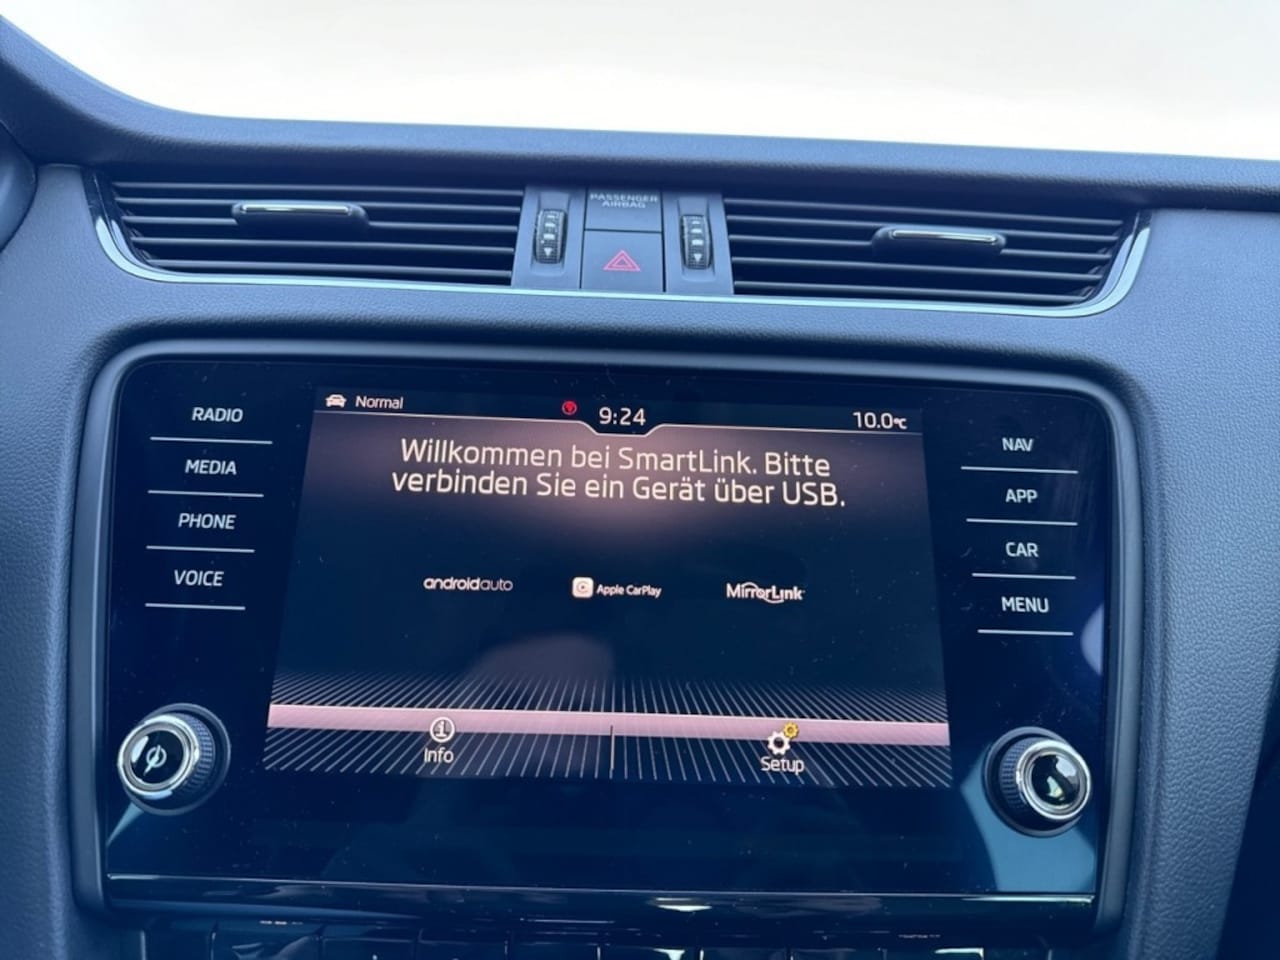 PASSENGER
AIRBAG
Normal
9:24
10.0°C
Willkommen bei SmartLink. Bitte
verbinden Sie ein Gerät über USB.
androidauto
Apple CarPlay
MirrorLink
Info
Setup
RADIO
MEDIA
PHONE
VOICE
NAV
APP
CAR
MENU